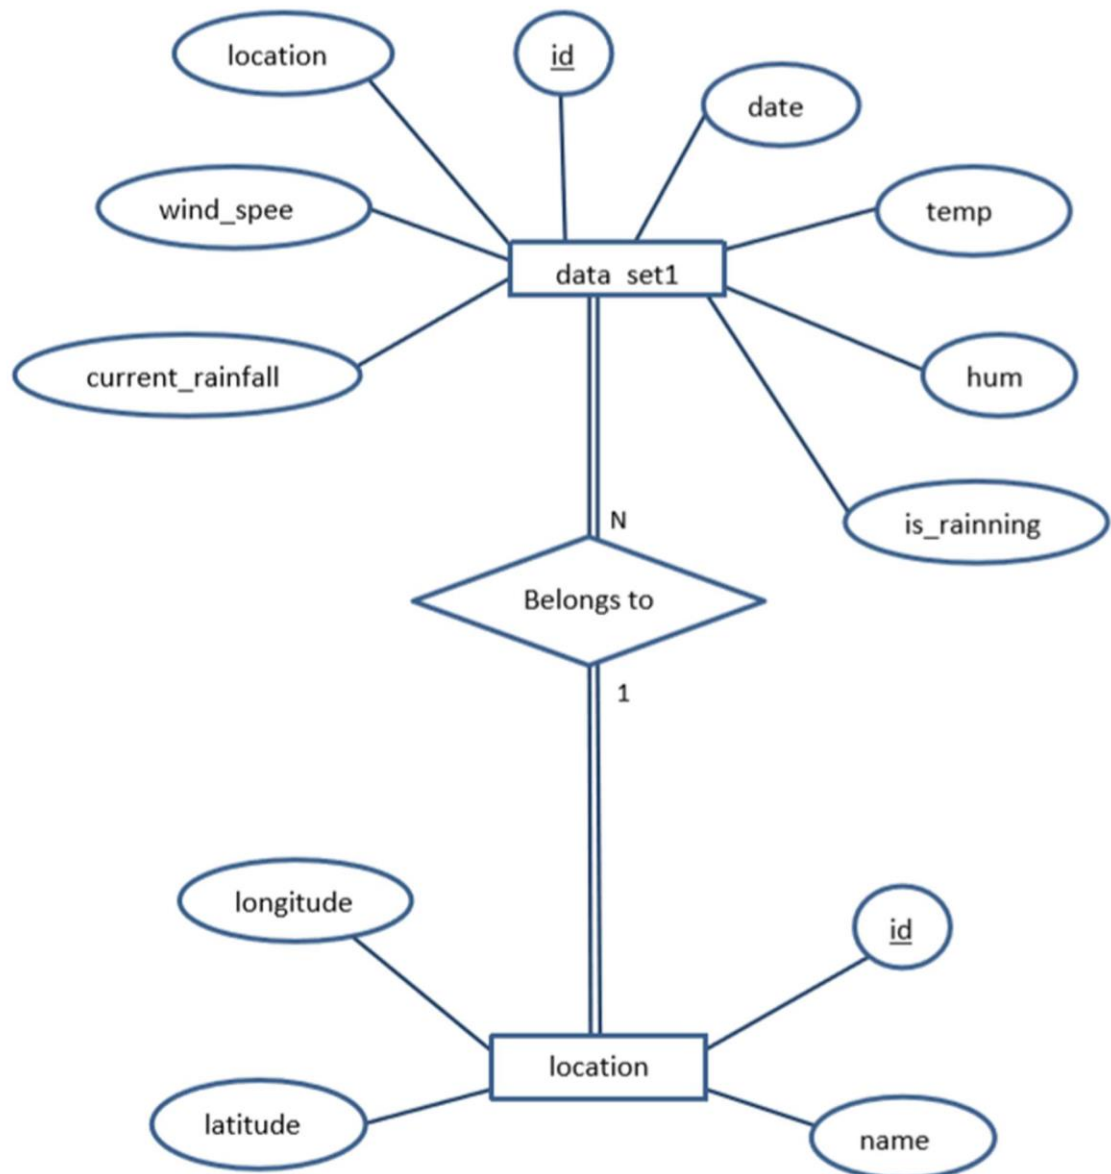 location
id
date
wind_spee
temp
data set1
current_rainfall
hum
is_rainning
N
Belongs to
1
longitude
id
location
latitude
name